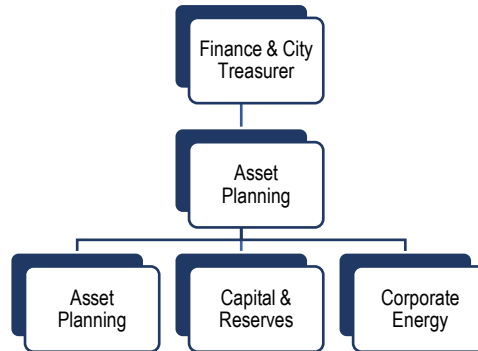 Finance & City
Treasurer
Asset
Planning
Asset
Planning
Capital &
Reserves
Corporate
Energy